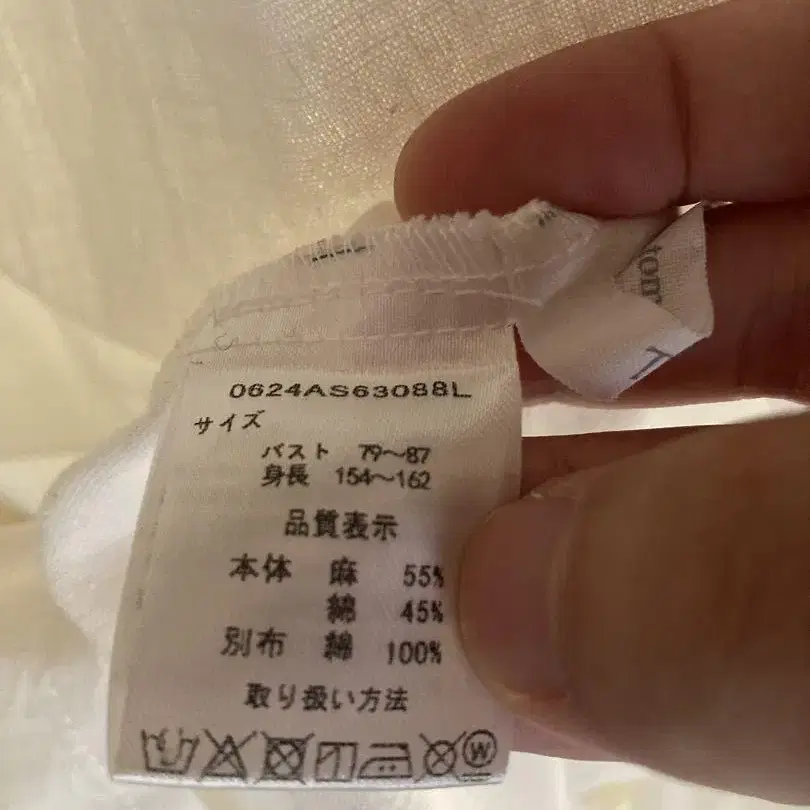 0624AS63088L
サイズ
バスト 79~87
身長 154~162
品質表示
本体 麻 55%
綿 45%
別布 綿 100%
取り扱い方法
W